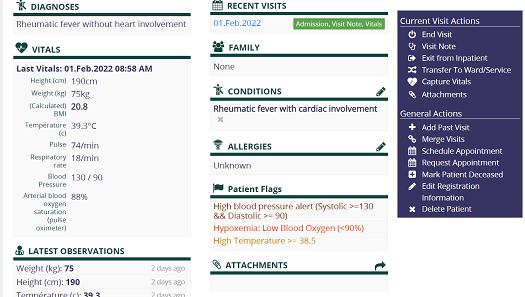 DIAGNOSES
Rheumatic fever without heart involvement
VITALS
Last Vitals: 01.Feb.2022 08:58 AM
Height (cm) 190cm
Weight (kg) 75kg
(Calculated) BMI 20.8
Température (c) 39.3°C
Pulse 74/min
Respiratory rate 18/min
Blood Pressure 130 / 90
Arterial blood oxygen saturation (pulse oximeter) 88%
LATEST OBSERVATIONS
Weight (kg): 75 2 days ago
Height (cm): 190 2 days ago
Température (c): 39.3 2 days ago
RECENT VISITS
01.Feb.2022 Admission, Visit Note, Vitals
FAMILY
None
CONDITIONS
Rheumatic fever with cardiac involvement
ALLERGIES
Unknown
Patient Flags
High blood pressure alert (Systolic >=130
&& Diastolic >= 90)
Hypoxemia: Low Blood Oxygen (<90%)
High Temperature >= 38.5
ATTACHMENTS
Current Visit Actions
End Visit
Visit Note
Exit from Inpatient
Transfer To Ward/Service
Capture Vitals
Attachments
General Actions
Add Past Visit
Merge Visits
Schedule Appointment
Request Appointment
Mark Patient Deceased
Edit Registration
Information
Delete Patient